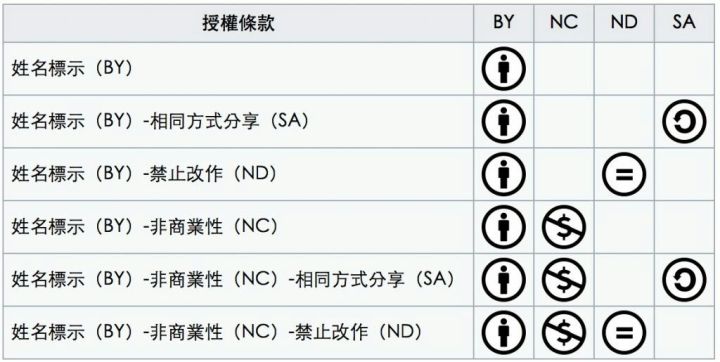 授權條款 BY NC ND SA
姓名標示（BY）
姓名標示（BY）-相同方式分享（SA）
姓名標示（BY）-禁止改作（ND）
姓名標示（BY）-非商業性（NC）
姓名標示（BY）-非商業性（NC）-相同方式分享（SA）
姓名標示（BY）-非商業性（NC）-禁止改作（ND）